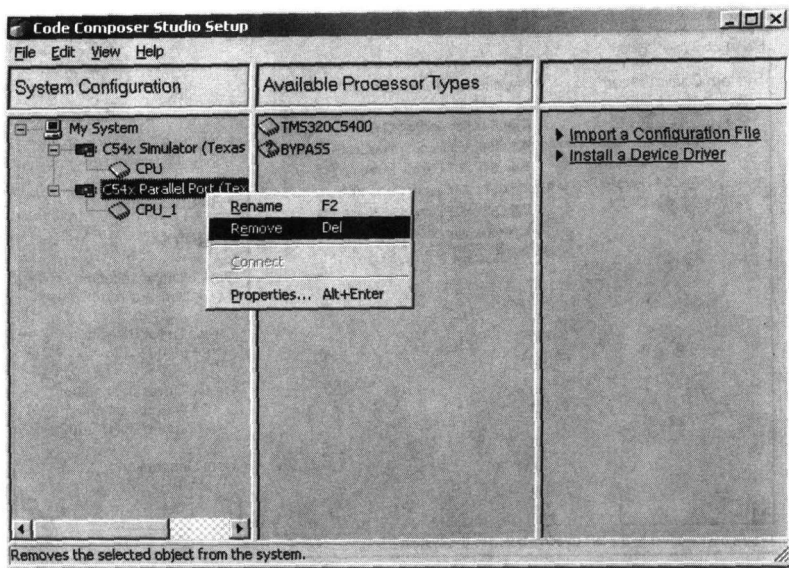 Code Composer Studio Setup
File Edit View Help
System Configuration
Available Processor Types
My System
C54x Simulator (Texas
CPU
C54x Parallel Port (Tex
CPU_1
TMS320C5400
BYPASS
Import a Configuration File
Install a Device Driver
Rename F2
Remove Del
Connect
Properties... Alt+Enter
Removes the selected object from the system.